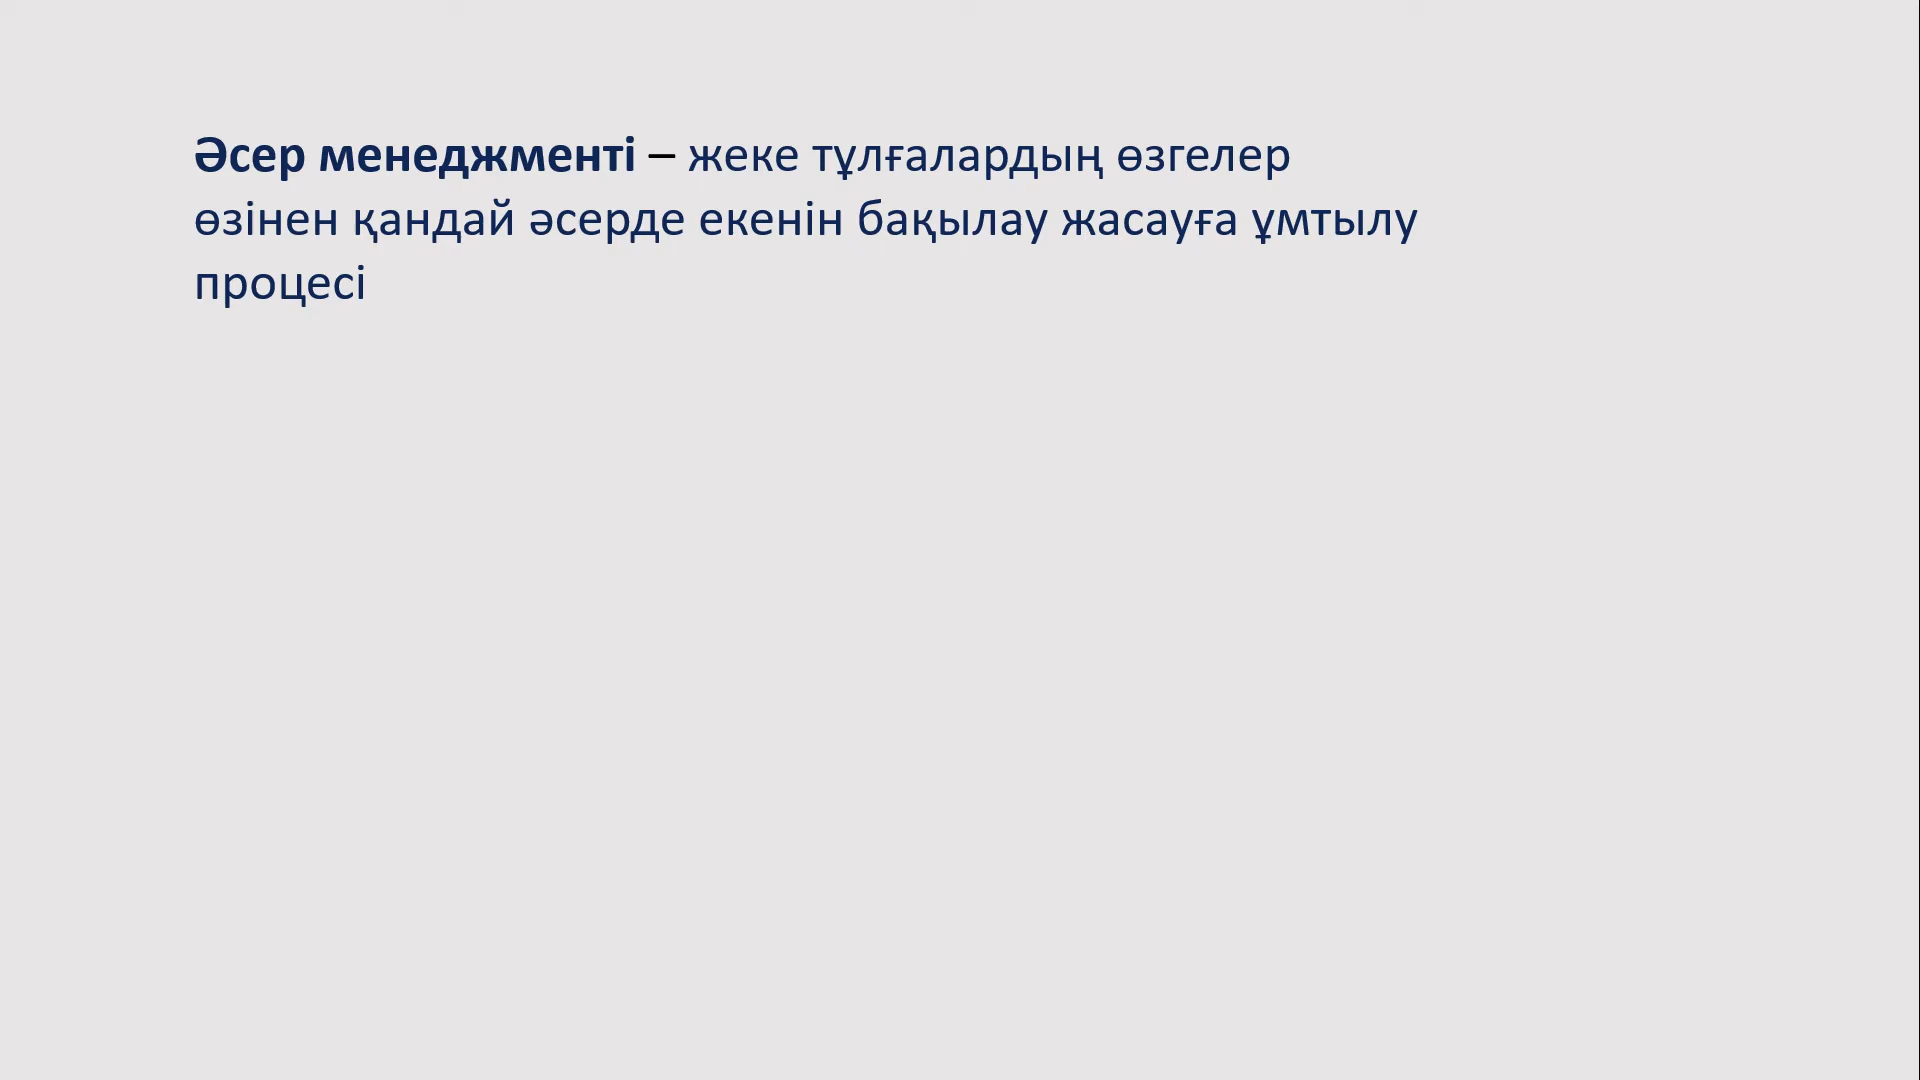 Әсер менеджменті – жеке тұлғалардың өзгелер
өзінен қандай әсерде екенін бақылау жасауға ұмтылу
процесі